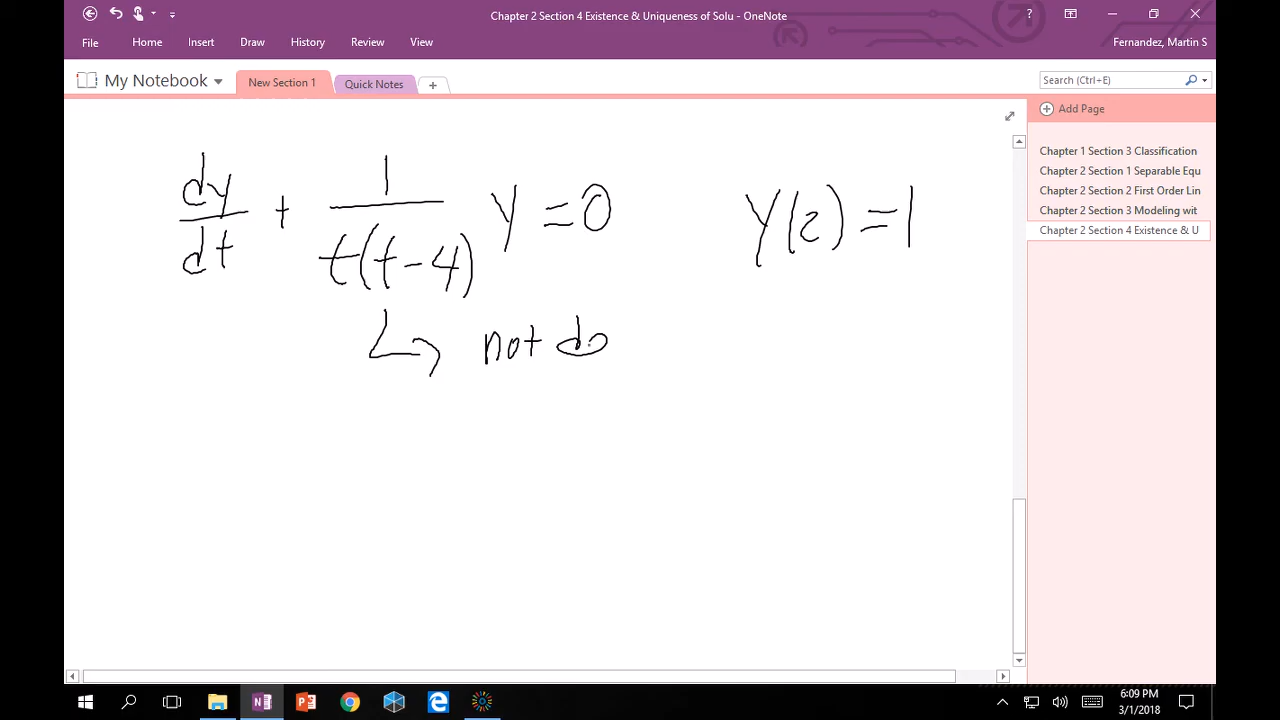 Chapter 2 Section 4 Existence & Uniqueness of Solu - OneNote
?
File Home Insert Draw History Review View
Fernandez, Martin S
My Notebook New Section 1 Quick Notes +
Search (Ctrl+E)
Add Page
Chapter 1 Section 3 Classification
Chapter 2 Section 1 Separable Equ
Chapter 2 Section 2 First Order Lin
Chapter 2 Section 3 Modeling wit
Chapter 2 Section 4 Existence & U
dy/dt + 1/(t(t-4)) y = 0 y(2) = 1
↳ not do
6:09 PM
3/1/2018